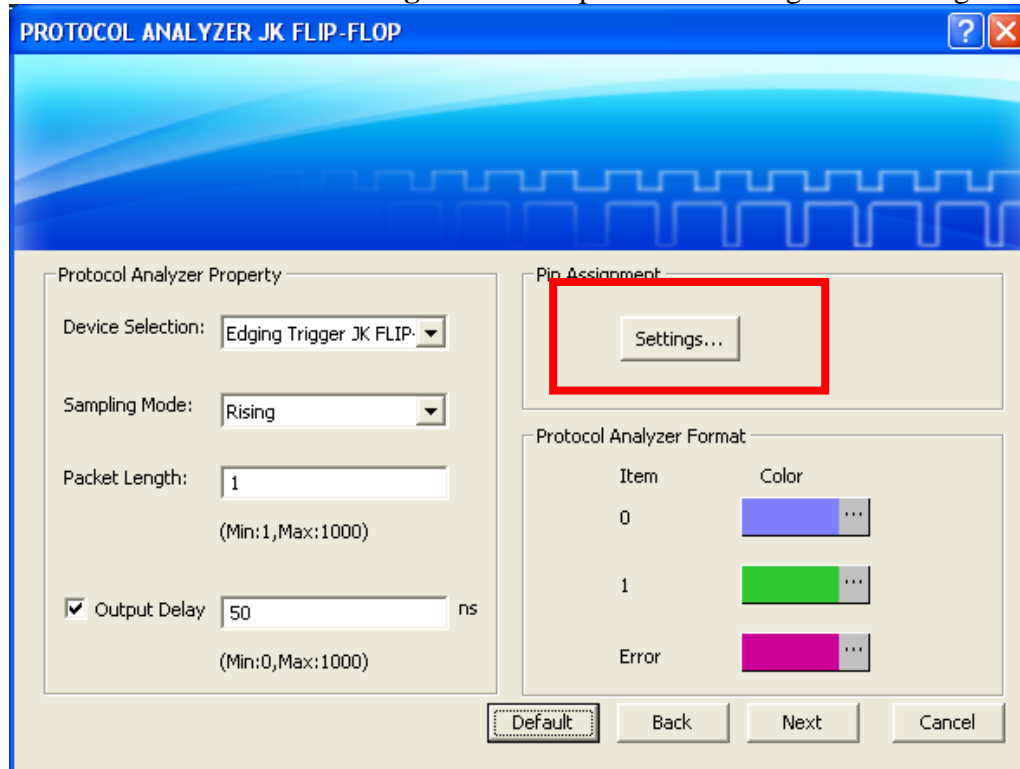 PROTOCOL ANALYZER JK FLIP-FLOP
Protocol Analyzer Property
Device Selection: Edging Trigger JK FLIP-
Sampling Mode: Rising
Packet Length: 1
(Min:1,Max:1000)
Output Delay 50 ns
(Min:0,Max:1000)
Pin Assignment
Settings...
Protocol Analyzer Format
Item Color
0 ...
1 ...
Error ...
Default Back Next Cancel